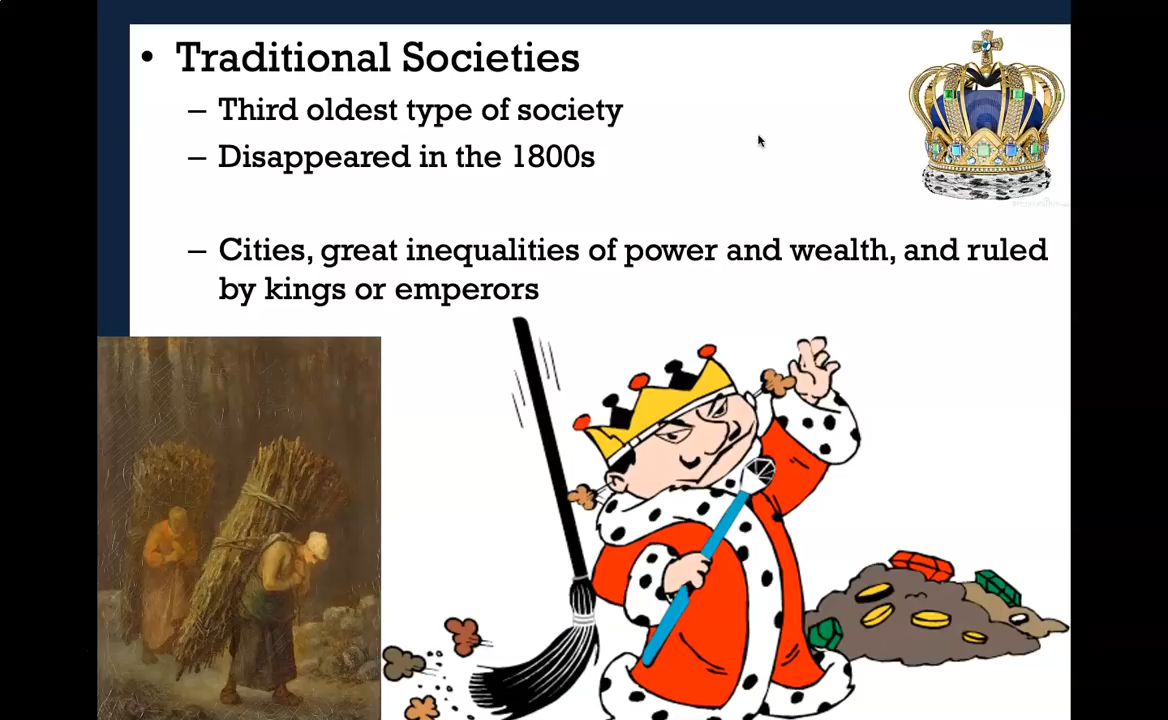 • Traditional Societies
– Third oldest type of society
– Disappeared in the 1800s
– Cities, great inequalities of power and wealth, and ruled
by kings or emperors